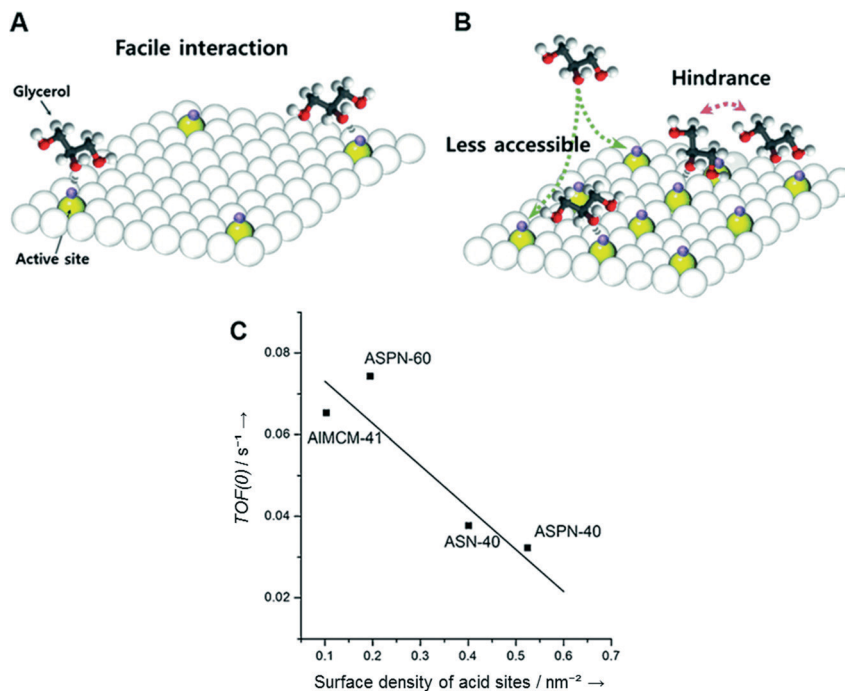 A
Facile interaction
Glycerol
Active site
B
Hindrance
Less accessible
C
TOF(0) / s⁻¹ →
0.08
0.06
0.04
0.02
ASPN-60
AlMCM-41
ASN-40
ASPN-40
0.1 0.2 0.3 0.4 0.5 0.6 0.7
Surface density of acid sites / nm⁻² →